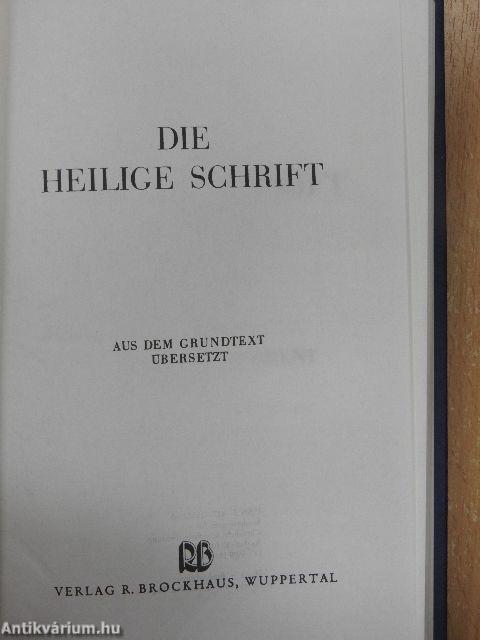 DIE
HEILIGE SCHRIFT
AUS DEM GRUNDTEXT
ÜBERSETZT
RB
VERLAG R. BROCKHAUS, WUPPERTAL
Antikvárium.hu